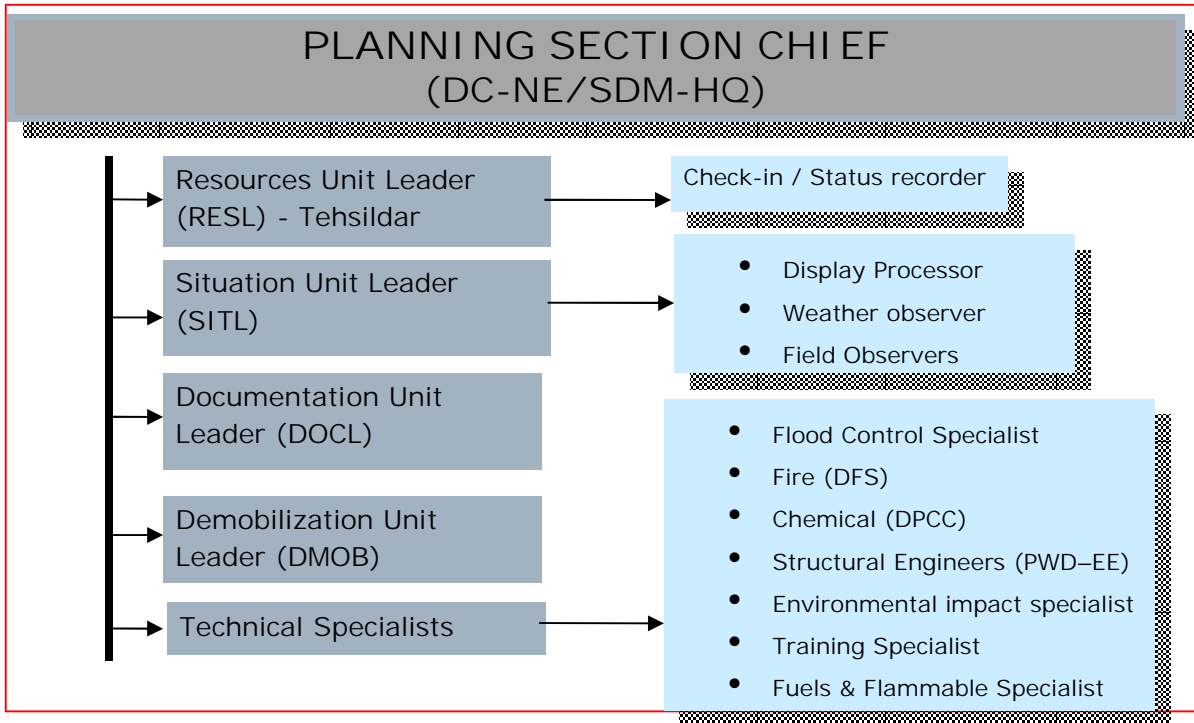 PLANNING SECTION CHIEF
(DC-NE/SDM-HQ)
Resources Unit Leader
(RESL) - Tehsildar
Check-in / Status recorder
Situation Unit Leader
(SITL)
• Display Processor
• Weather observer
• Field Observers
Documentation Unit
Leader (DOCL)
Demobilization Unit
Leader (DMOB)
Technical Specialists
• Flood Control Specialist
• Fire (DFS)
• Chemical (DPCC)
• Structural Engineers (PWD–EE)
• Environmental impact specialist
• Training Specialist
• Fuels & Flammable Specialist